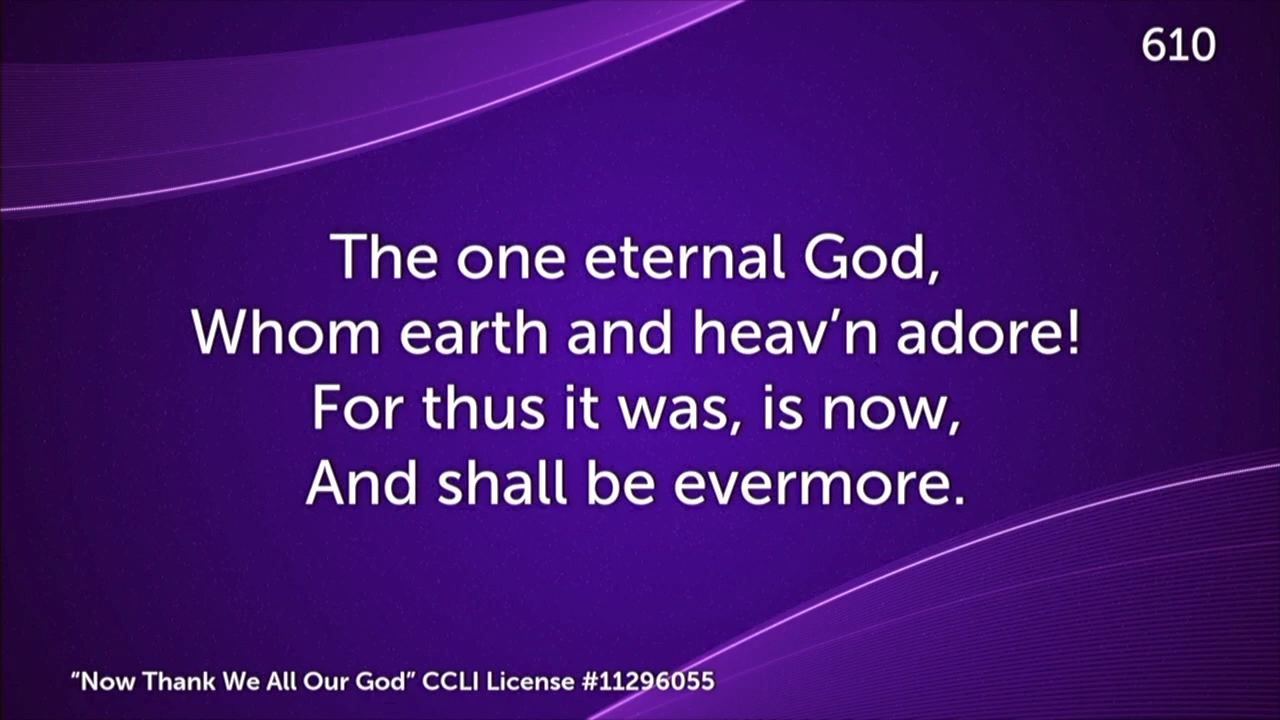 610
The one eternal God,
Whom earth and heav’n adore!
For thus it was, is now,
And shall be evermore.
“Now Thank We All Our God” CCLI License #11296055